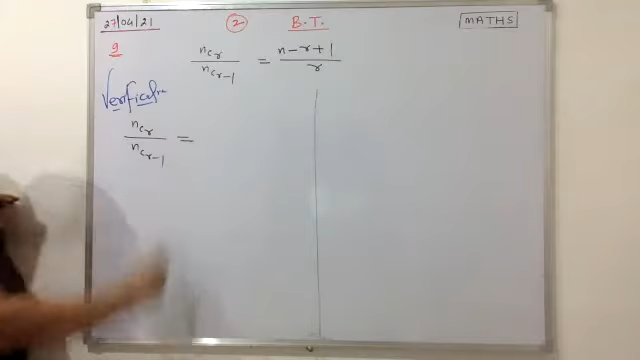 27/04/21 ② B.T. MATHS
9 nCr / nCr-1 = n-r+1 / r
Verification
nCr / nCr-1 =